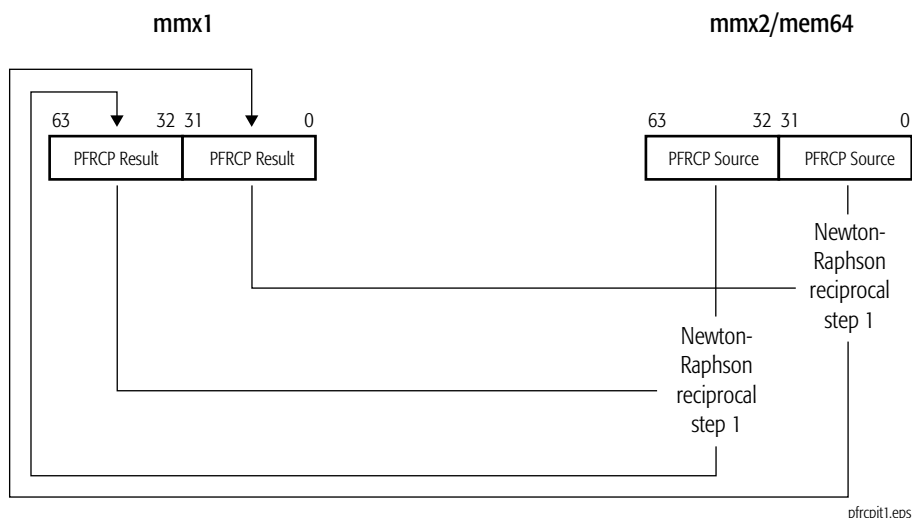 mmx1
mmx2/mem64
63 32 31 0
63 32 31 0
PFRCP Result
PFRCP Result
PFRCP Source
PFRCP Source
Newton-
Raphson
reciprocal
step 1
Newton-
Raphson
reciprocal
step 1
pfrcpit1.eps